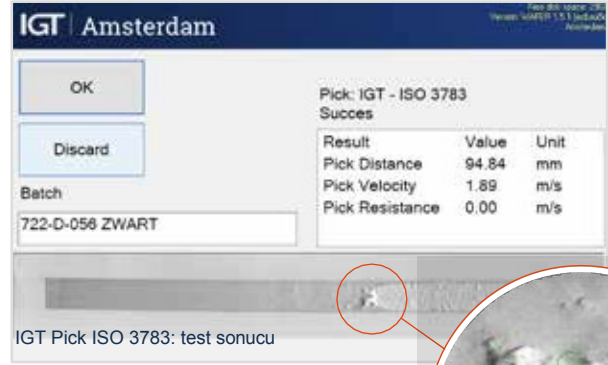 IGT Amsterdam
OK
Discard
Batch
722-D-056 ZWART
Pick: IGT - ISO 3783
Succes
Result Value Unit
Pick Distance 94.84 mm
Pick Velocity 1.89 m/s
Pick Resistance 0.00 m/s
IGT Pick ISO 3783: test sonucu